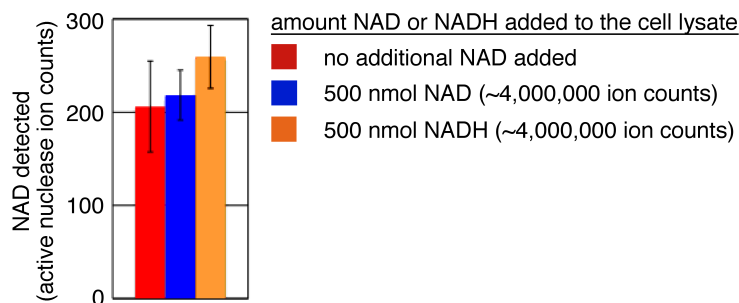 300
200
100
0
NAD detected
(active nuclease ion counts)
amount NAD or NADH added to the cell lysate
no additional NAD added
500 nmol NAD (~4,000,000 ion counts)
500 nmol NADH (~4,000,000 ion counts)